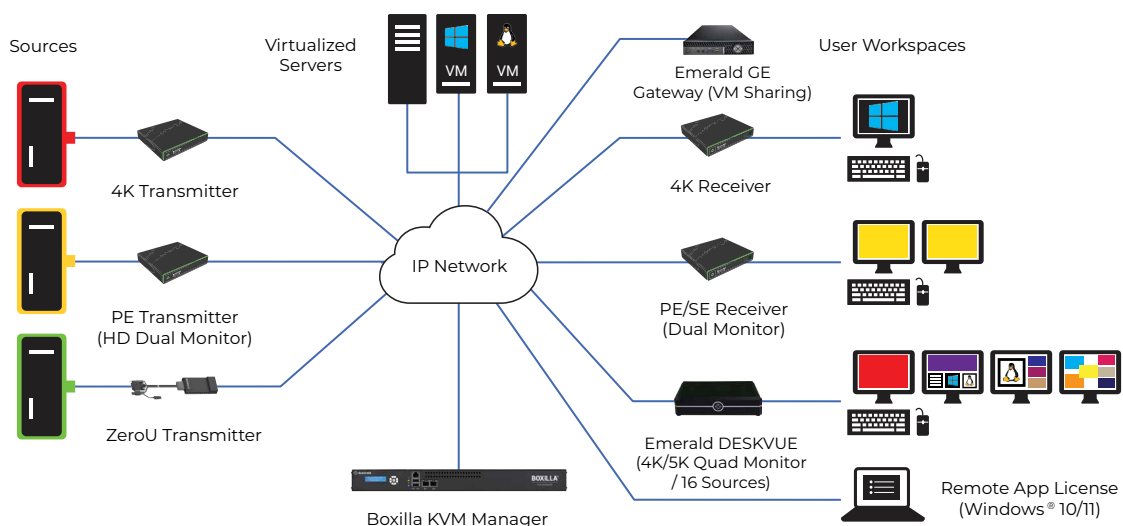 Sources
Virtualized
Servers
VM
VM
Emerald GE
Gateway (VM Sharing)
User Workspaces
4K Transmitter
4K Receiver
IP Network
PE Transmitter
(HD Dual Monitor)
PE/SE Receiver
(Dual Monitor)
ZeroU Transmitter
Emerald DESKVUE
(4K/5K Quad Monitor
/ 16 Sources)
BOXILLA
Boxilla KVM Manager
Remote App License
(Windows® 10/11)